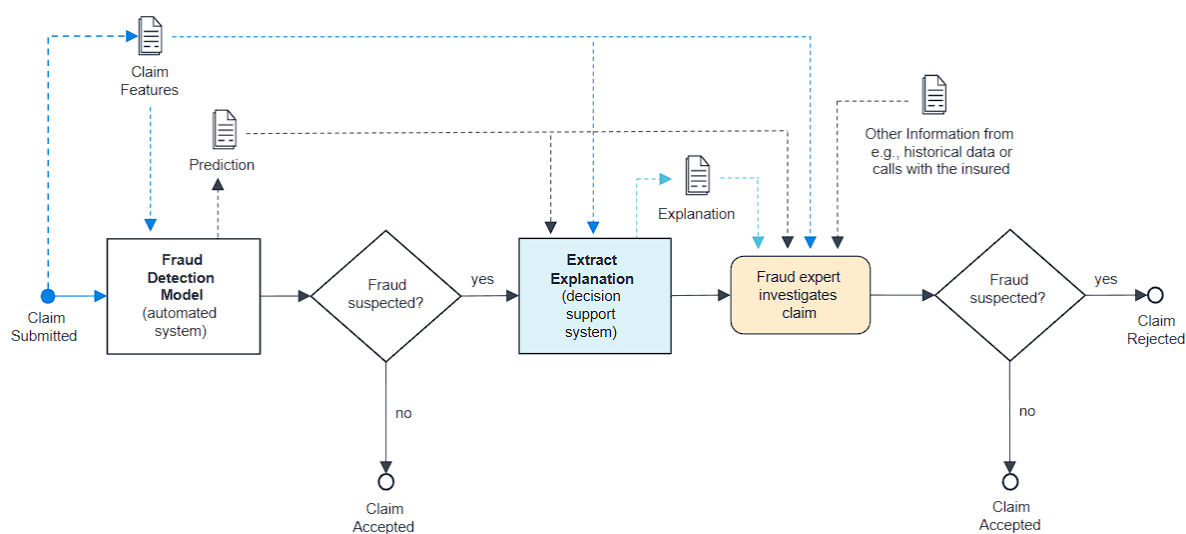 Claim
Features
Prediction
Other Information from
e.g., historical data or
calls with the insured
Explanation
Claim
Submitted
Fraud
Detection
Model
(automated
system)
Fraud
suspected?
yes
no
Claim
Accepted
Extract
Explanation
(decision
support
system)
Fraud expert
investigates
claim
Fraud
suspected?
yes
Claim
Rejected
no
Claim
Accepted